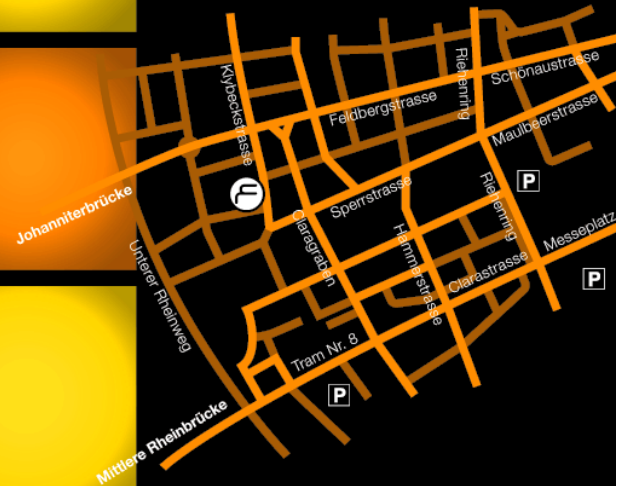 Klybeckstrasse
Riehenring
Schönaustrasse
Feldbergstrasse
Maulbeerstrasse
P
Riehenring
Sperrstrasse
Johanniterbrücke
Claragraben
Hammerstrasse
Messeplatz
Unterer Rheinweg
Clarastrasse
P
Tram Nr. 8
P
Mittlere Rheinbrücke